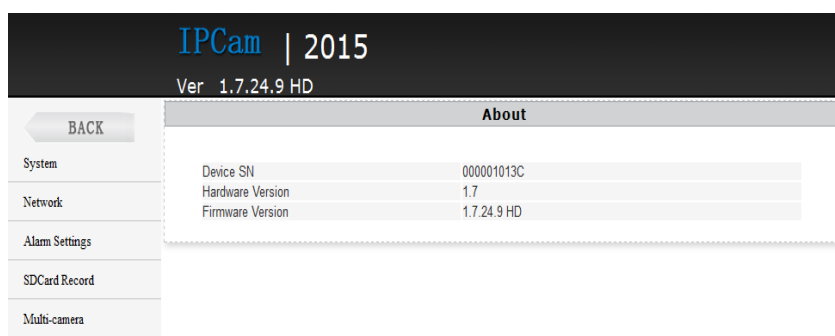 IPCam | 2015
Ver 1.7.24.9 HD
BACK
System
Network
Alarm Settings
SDCard Record
Multi-camera
About
Device SN 000001013C
Hardware Version 1.7
Firmware Version 1.7.24.9 HD